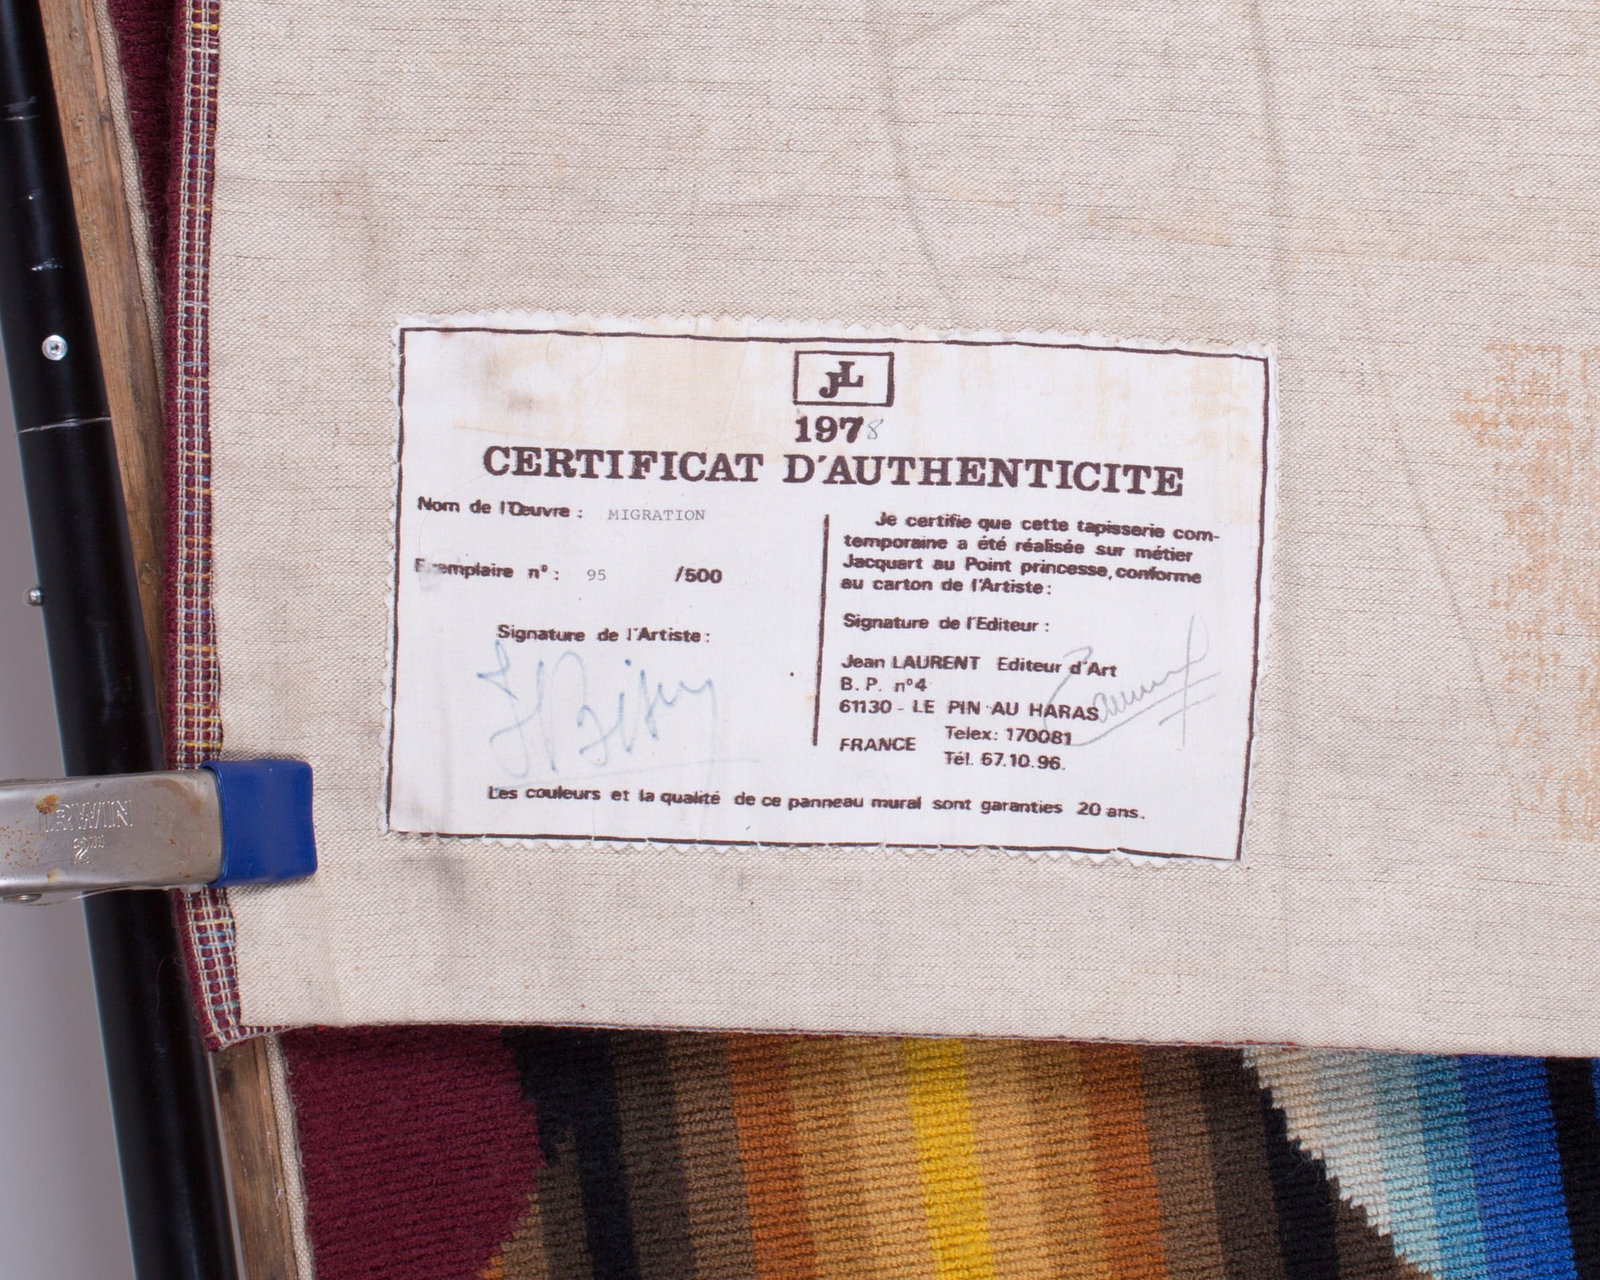 JL
1978
CERTIFICAT D'AUTHENTICITE
Nom de l'Œuvre : MIGRATION
Exemplaire n° : 95 /500
Signature de l'Artiste :
Je certifie que cette tapisserie com-
temporaine a été réalisée sur métier
Jacquart au Point princesse, conforme
au carton de l'Artiste :
Signature de l'Editeur :
Jean LAURENT Editeur d'Art
B. P. n°4
61130 - LE PIN AU HARAS
Telex: 170081
FRANCE
Tél. 67.10.96.
Les couleurs et la qualité de ce panneau mural sont garanties 20 ans.
IRWIN
2"